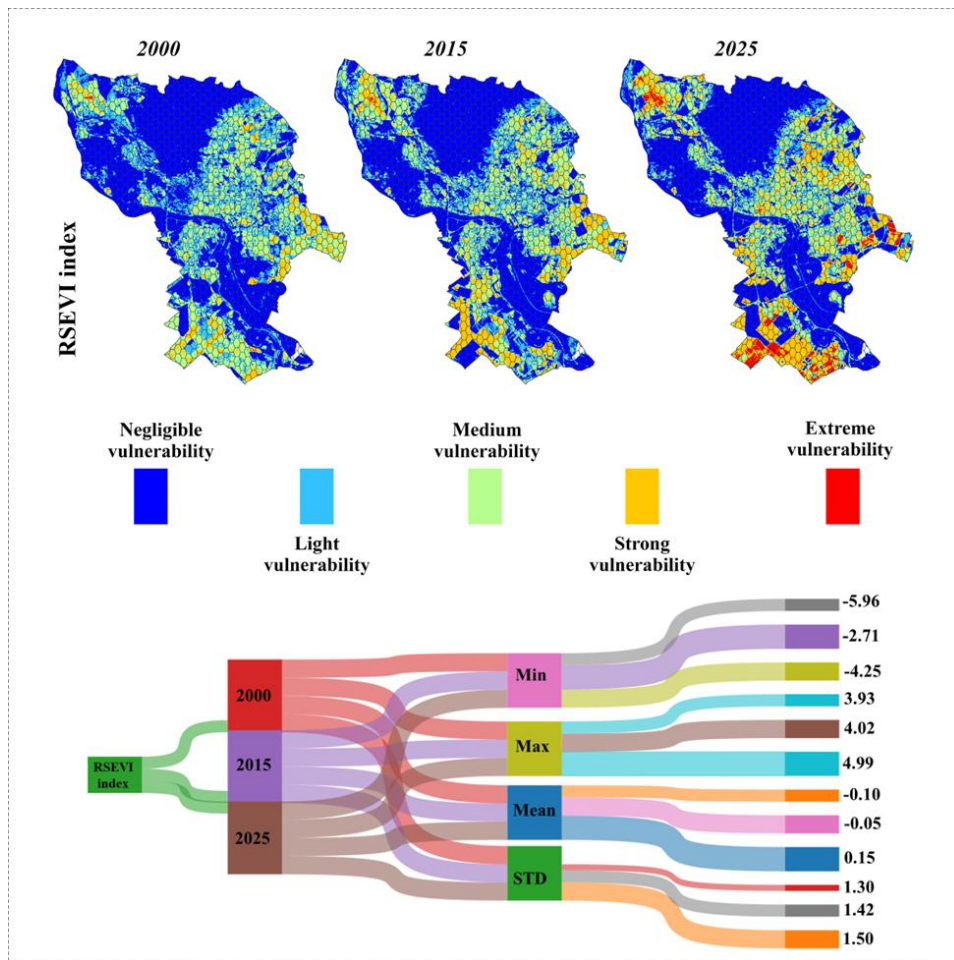 2000
2015
2025
RSEVI index
Negligible
vulnerability
Medium
vulnerability
Extreme
vulnerability
Light
vulnerability
Strong
vulnerability
RSEVI
index
2000
2015
2025
Min
Max
Mean
STD
-5.96
-2.71
-4.25
3.93
4.02
4.99
-0.10
-0.05
0.15
1.30
1.42
1.50